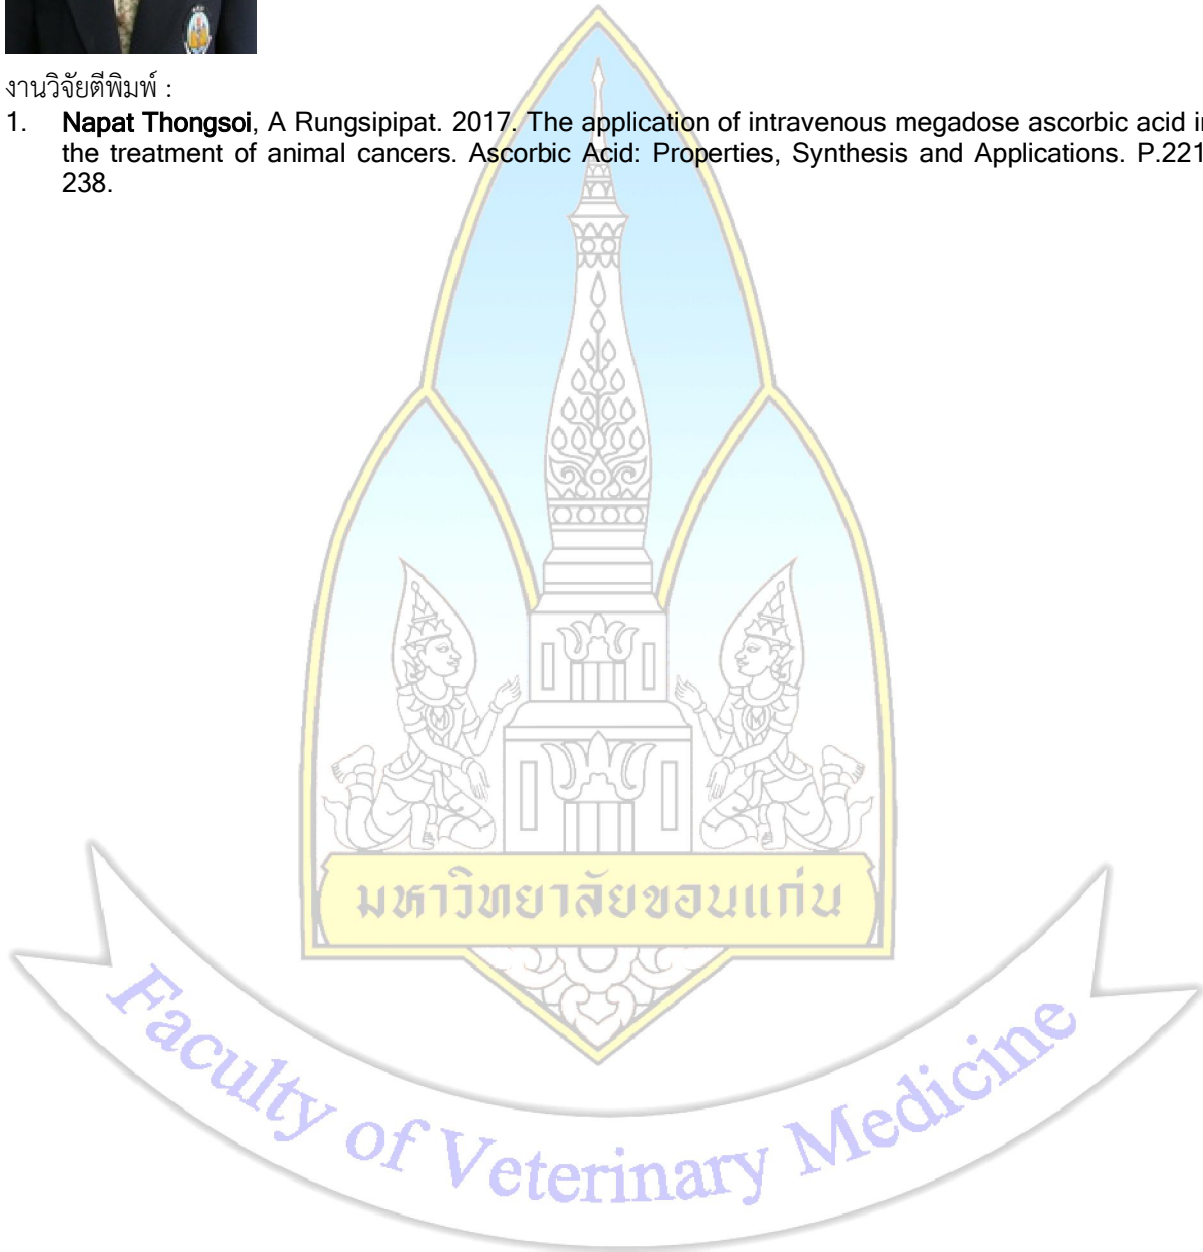 งานวิจัยตีพิมพ์ :
1. Napat Thongsoi, A Rungsipipat. 2017. The application of intravenous megadose ascorbic acid in
the treatment of animal cancers. Ascorbic Acid: Properties, Synthesis and Applications. P.221
238.
มหาวิทยาลัยขอนแก่น
Faculty of Veterinary Medicine